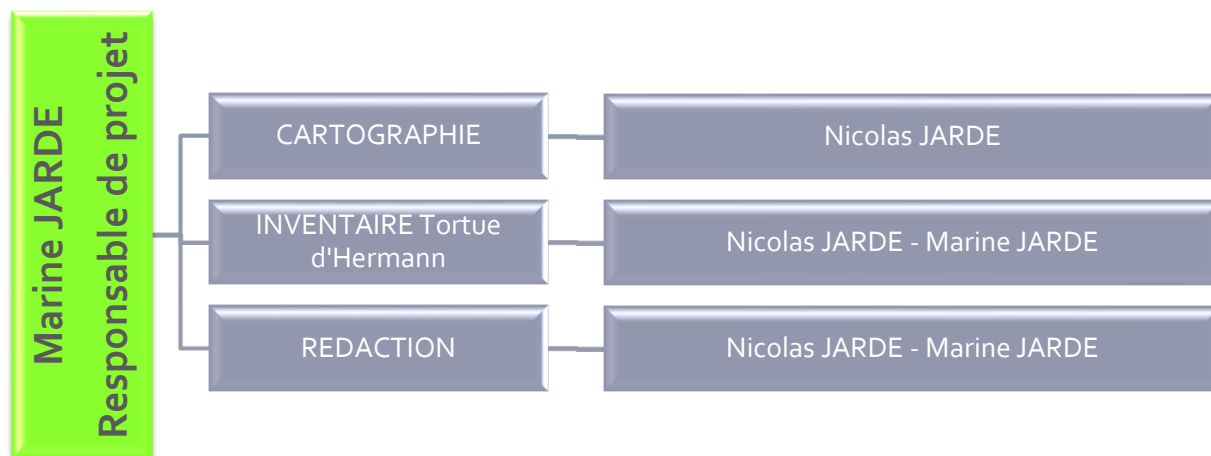 Marine JARDE
Responsable de projet
CARTOGRAPHIE
Nicolas JARDE
INVENTAIRE Tortue
d'Hermann
Nicolas JARDE - Marine JARDE
REDACTION
Nicolas JARDE - Marine JARDE